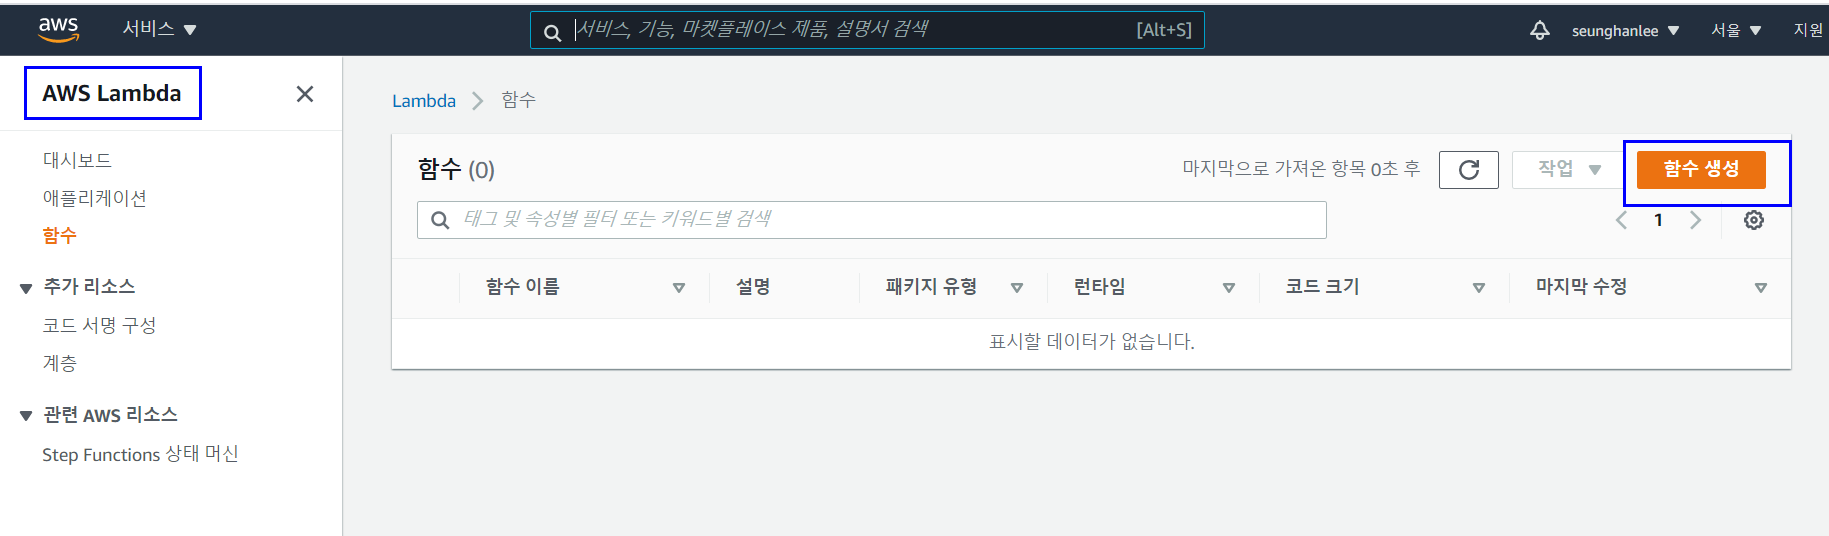 aws 서비스 서비스, 기능, 마켓플레이스 제품, 설명서 검색 [Alt+S] seunghanlee 서울 지원
AWS Lambda
대시보드
애플리케이션
함수
추가 리소스
코드 서명 구성
계층
관련 AWS 리소스
Step Functions 상태 머신
Lambda 함수
함수 (0) 마지막으로 가져온 항목 0초 후 작업 함수 생성
태그 및 속성별 필터 또는 키워드별 검색 1
함수 이름 설명 패키지 유형 런타임 코드 크기 마지막 수정
표시할 데이터가 없습니다.